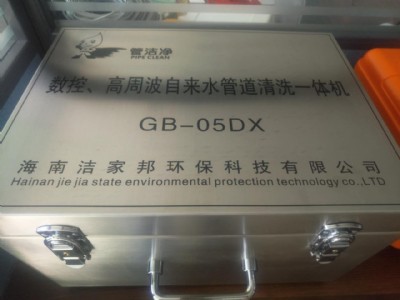 管洁净
PIPE CLEAN
数控、高周波自来水管道清洗一体机
GB-05DX
海南洁家邦环保科技有限公司
Hainan jie jia state environmental protection technology co.,LTD